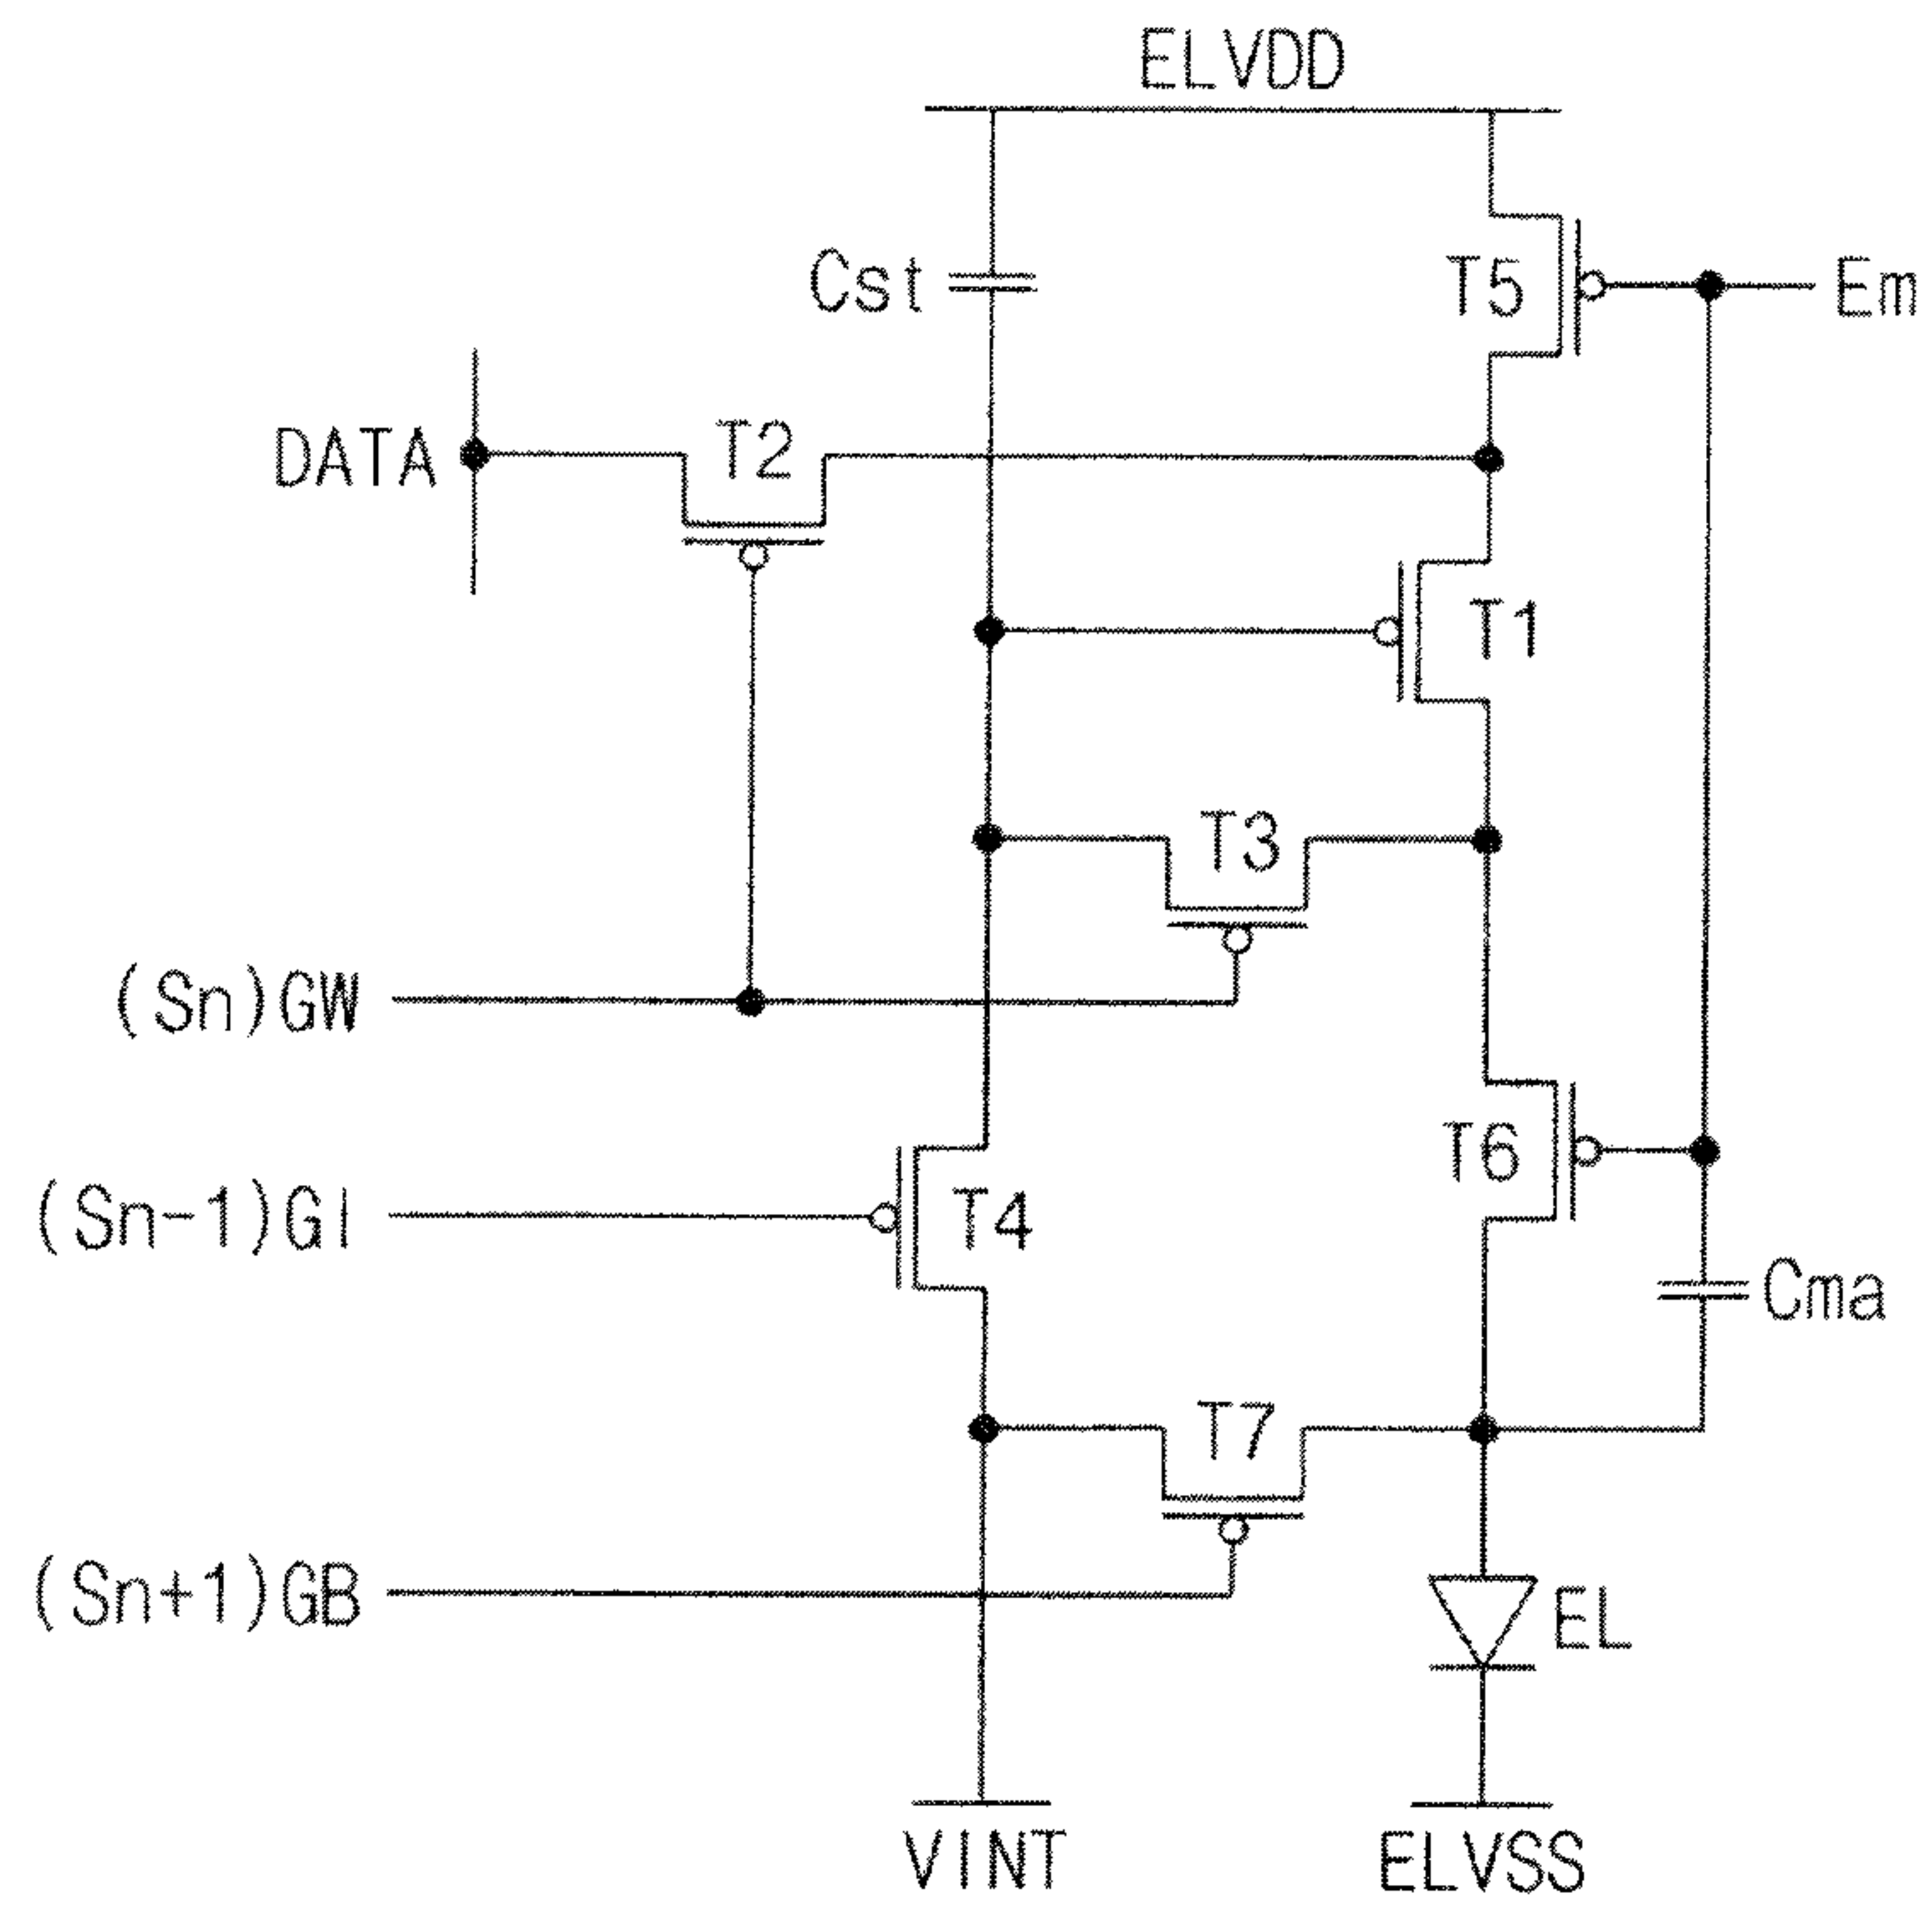 ELVDD
Cst
T5
Em
DATA
T2
T1
T3
(Sn)GW
T6
(Sn-1)GI
T4
Cma
T7
(Sn+1)GB
EL
VINT
ELVSS